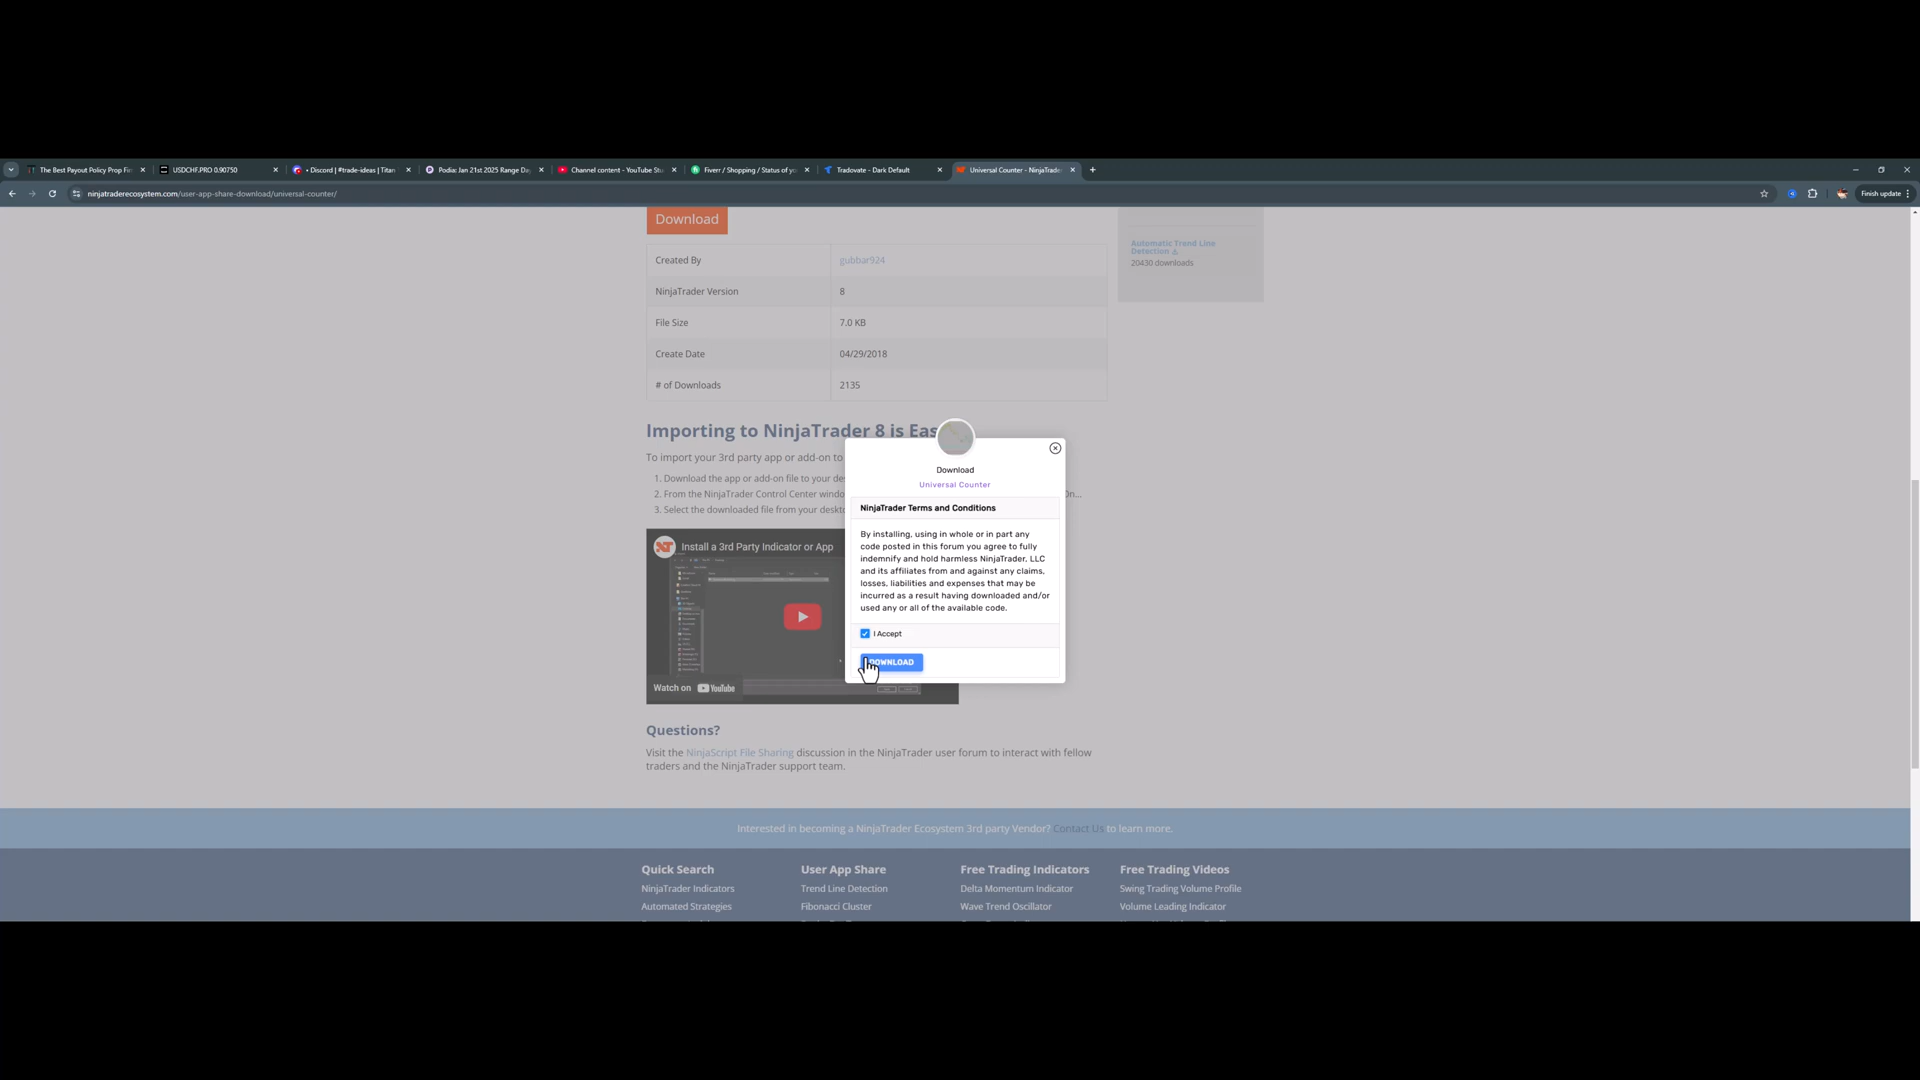 The Best Payout Policy Prop Fi
USDCHF.PRO 0.90750
• Discord | #trade-ideas | Titan
Podia: Jan 21st 2025 Range Da
Channel content - YouTube Stu
Fiverr / Shopping / Status of yo
Tradovate - Dark Default
Universal Counter - NinjaTrade
ninjatraderecosystem.com/user-app-share-download/universal-counter/
Finish update
Download
Automatic Trend Line
Detection
20430 downloads
Created By gubbar924
NinjaTrader Version 8
File Size 7.0 KB
Create Date 04/29/2018
# of Downloads 2135
Importing to NinjaTrader 8 is Eas
To import your 3rd party app or add-on to
1. Download the app or add-on file to your de
2. From the NinjaTrader Control Center window On...
3. Select the downloaded file from your deskt
Install a 3rd Party Indicator or App
Watch on YouTube
Download
Universal Counter
NinjaTrader Terms and Conditions
By installing, using in whole or in part any
code posted in this forum you agree to fully
indemnify and hold harmless NinjaTrader, LLC
and its affiliates from and against any claims,
losses, liabilities and expenses that may be
incurred as a result having downloaded and/or
used any or all of the available code.
I Accept
DOWNLOAD
Questions?
Visit the NinjaScript File Sharing discussion in the NinjaTrader user forum to interact with fellow
traders and the NinjaTrader support team.
Interested in becoming a NinjaTrader Ecosystem 3rd party Vendor? Contact Us to learn more.
Quick Search
NinjaTrader Indicators
Automated Strategies
User App Share
Trend Line Detection
Fibonacci Cluster
Free Trading Indicators
Delta Momentum Indicator
Wave Trend Oscillator
Free Trading Videos
Swing Trading Volume Profile
Volume Leading Indicator